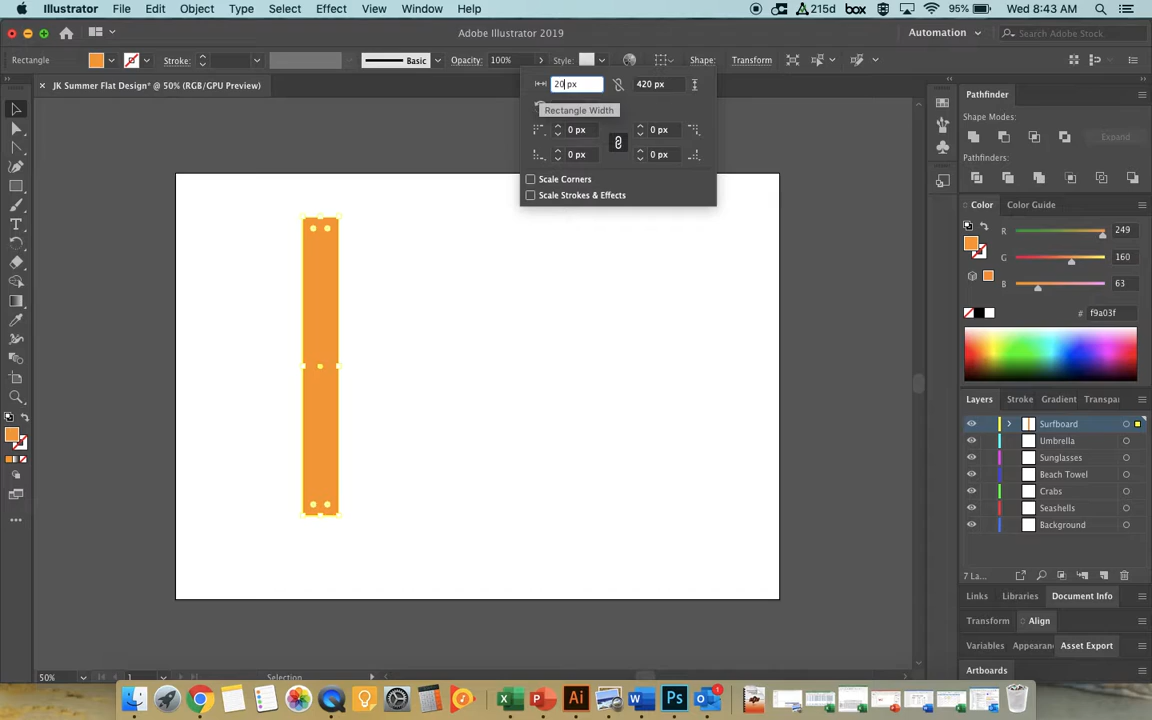 Illustrator File Edit Object Type Select Effect View Window Help 215d box 95% Wed 8:43 AM
Adobe Illustrator 2019 Automation Search Adobe Stock
Rectangle Stroke: Basic Opacity: 100% Style: Shape: Transform
× JK Summer Flat Design* @ 50% (RGB/GPU Preview)
20 px 420 px
Rectangle Width
0 px 0 px
0 px 0 px
Scale Corners
Scale Strokes & Effects
Pathfinder
Shape Modes:
Expand
Pathfinders:
Color Color Guide
R 249
G 160
B 63
# f9a03f
Layers Stroke Gradient Transpa
Surfboard
Umbrella
Sunglasses
Beach Towel
Crabs
Seashells
Background
7 La...
Links Libraries Document Info
Transform Align
Variables Appearan Asset Export
Artboards
50% 1 Selection
X P Ai W Ps 1